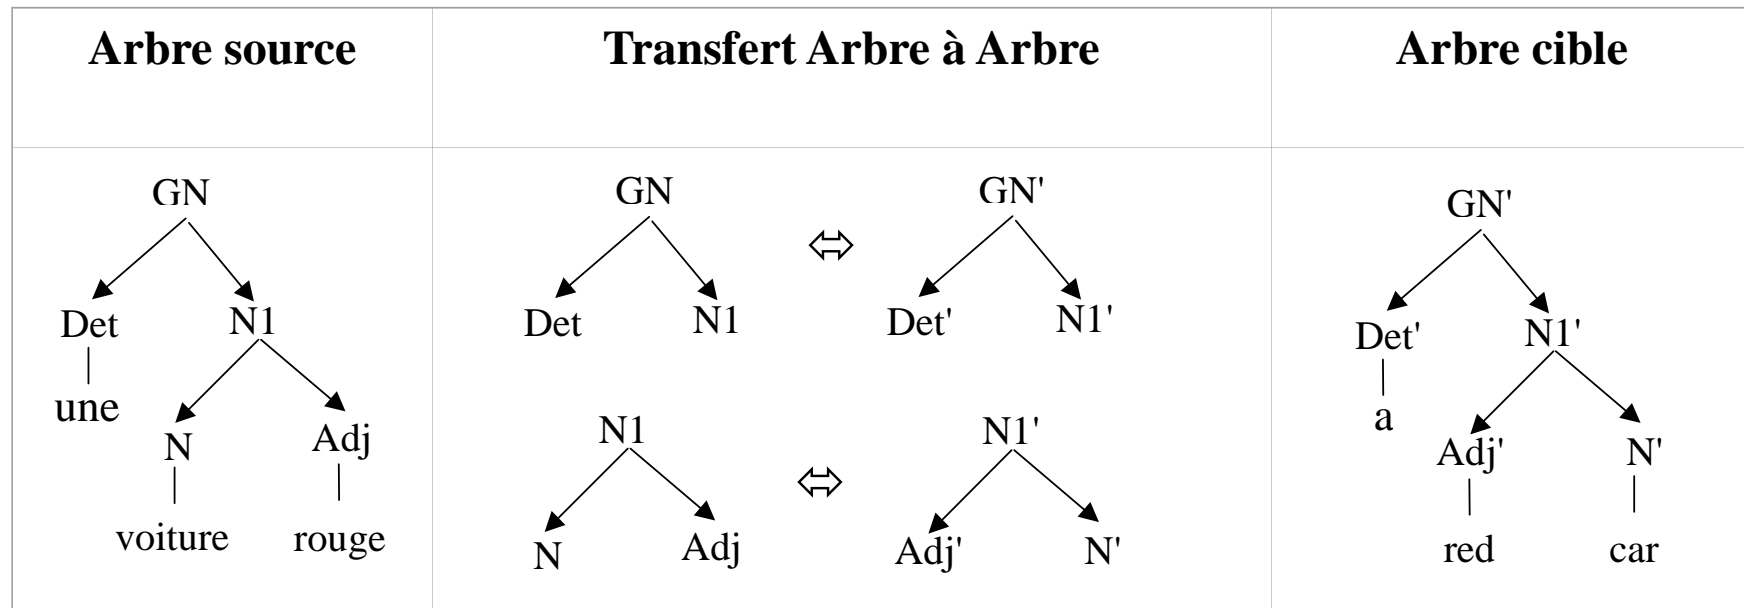 Arbre source
Transfert Arbre à Arbre
Arbre cible
GN
Det N1
une
N Adj
voiture rouge
GN GN'
⇔
Det N1 Det' N1'
N1 N1'
⇔
N Adj Adj' N'
GN'
Det' N1'
a
Adj' N'
red car